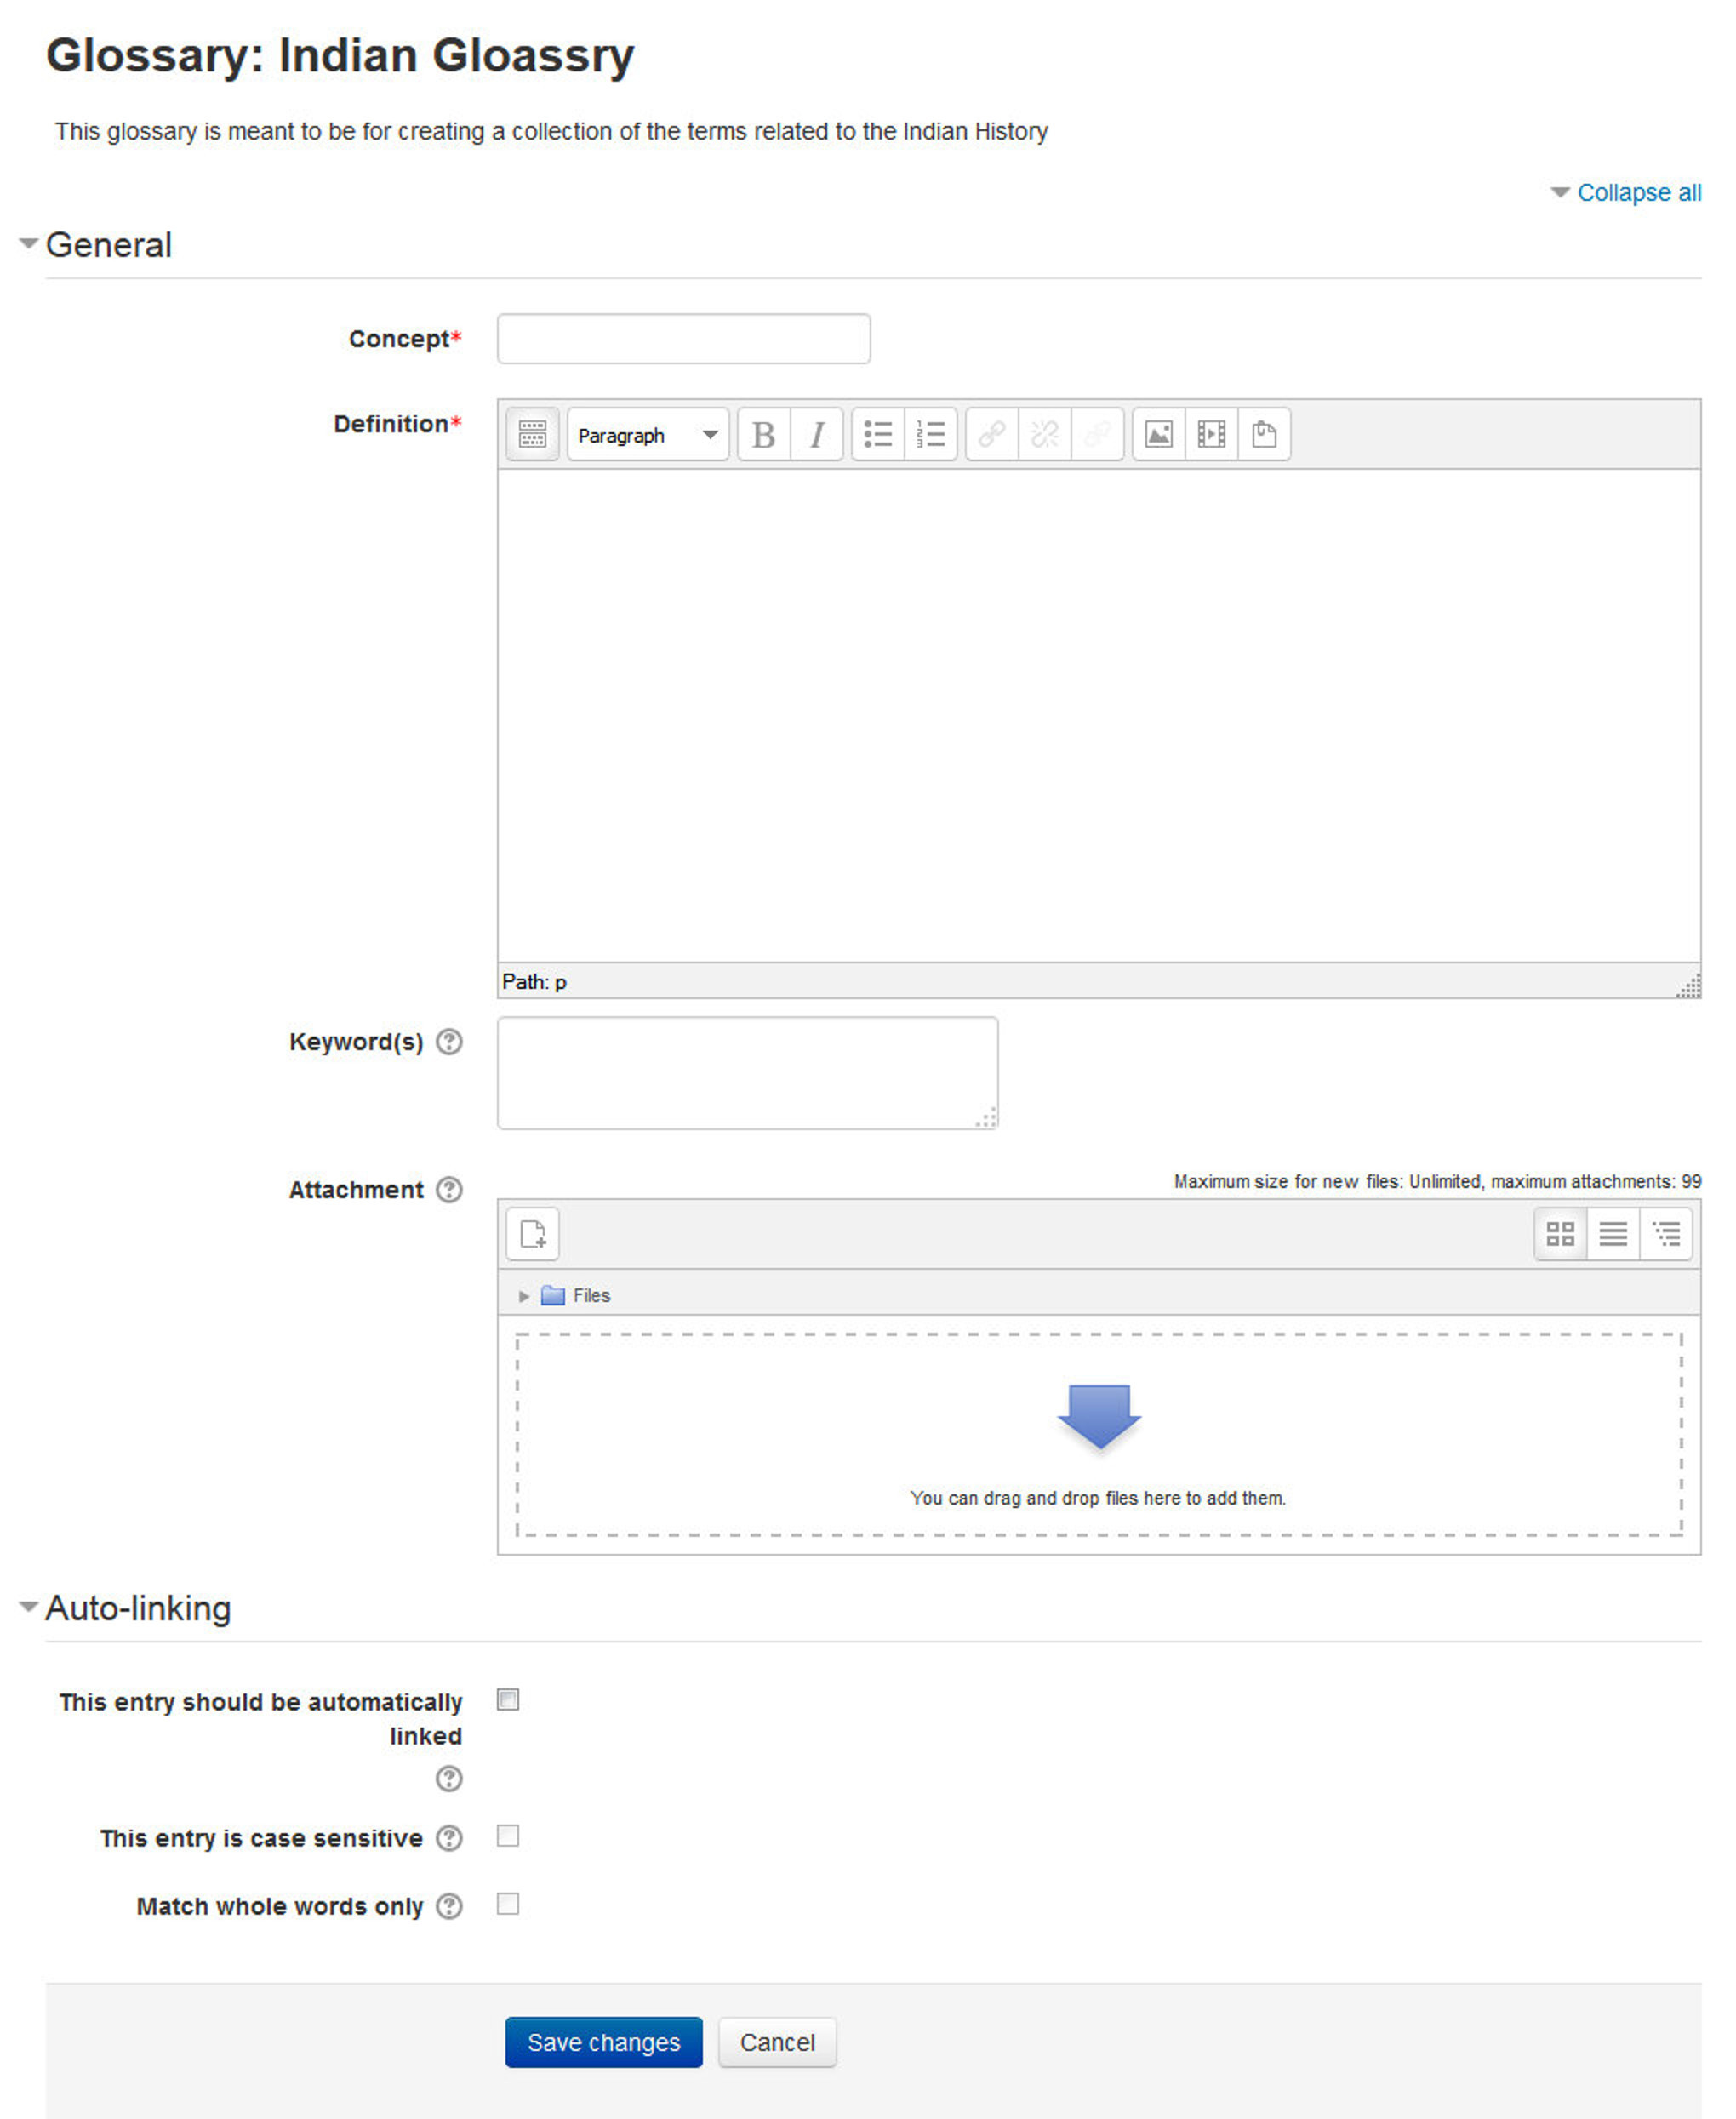 Glossary: Indian Gloassry
This glossary is meant to be for creating a collection of the terms related to the Indian History
Collapse all
General
Concept*
Definition*
Paragraph
B I
Path: p
Keyword(s)
Attachment
Maximum size for new files: Unlimited, maximum attachments: 99
Files
You can drag and drop files here to add them.
Auto-linking
This entry should be automatically
linked
This entry is case sensitive
Match whole words only
Save changes
Cancel